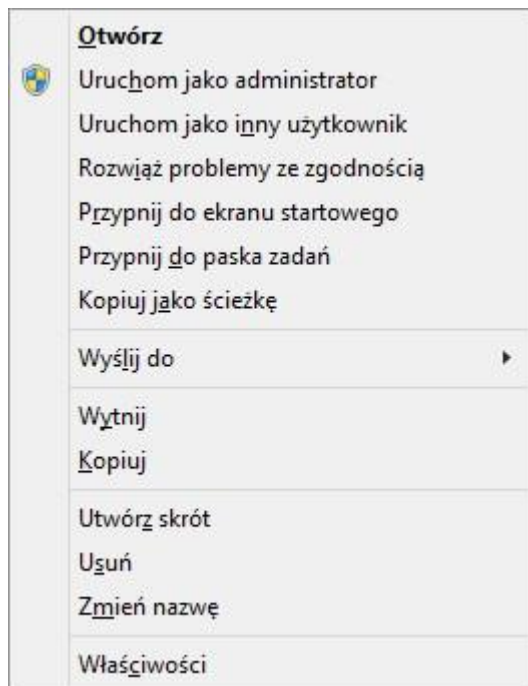 Otwórz
Uruchom jako administrator
Uruchom jako inny użytkownik
Rozwiąż problemy ze zgodnością
Przypnij do ekranu startowego
Przypnij do paska zadań
Kopiuj jako ścieżkę
Wyślij do
Wytnij
Kopiuj
Utwórz skrót
Usuń
Zmień nazwę
Właściwości